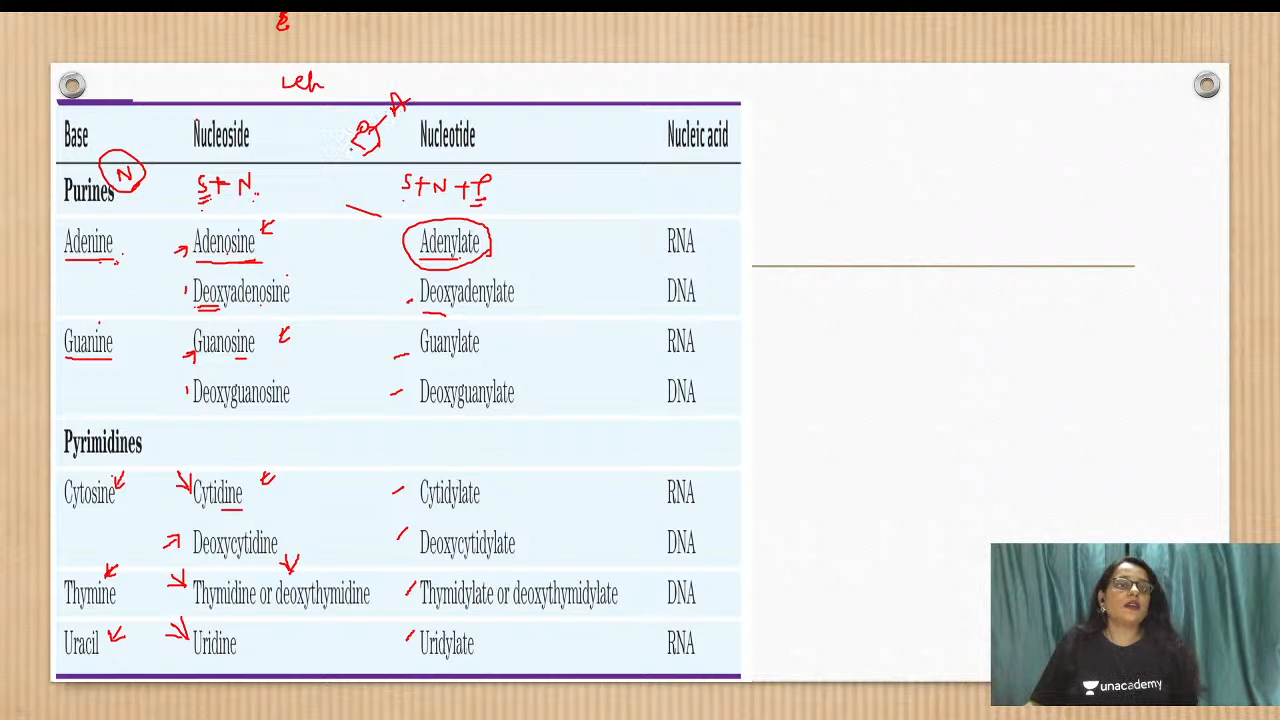 A
Base Nucleoside Nucleotide Nucleic acid
N
Purines S+N S+N+P
Adenine Adenosine Adenylate RNA
Deoxyadenosine Deoxyadenylate DNA
Guanine Guanosine Guanylate RNA
Deoxyguanosine Deoxyguanylate DNA
Pyrimidines
Cytosine Cytidine Cytidylate RNA
Deoxycytidine Deoxycytidylate DNA
Thymine Thymidine or deoxythymidine Thymidylate or deoxythymidylate DNA
Uracil Uridine Uridylate RNA
unacademy